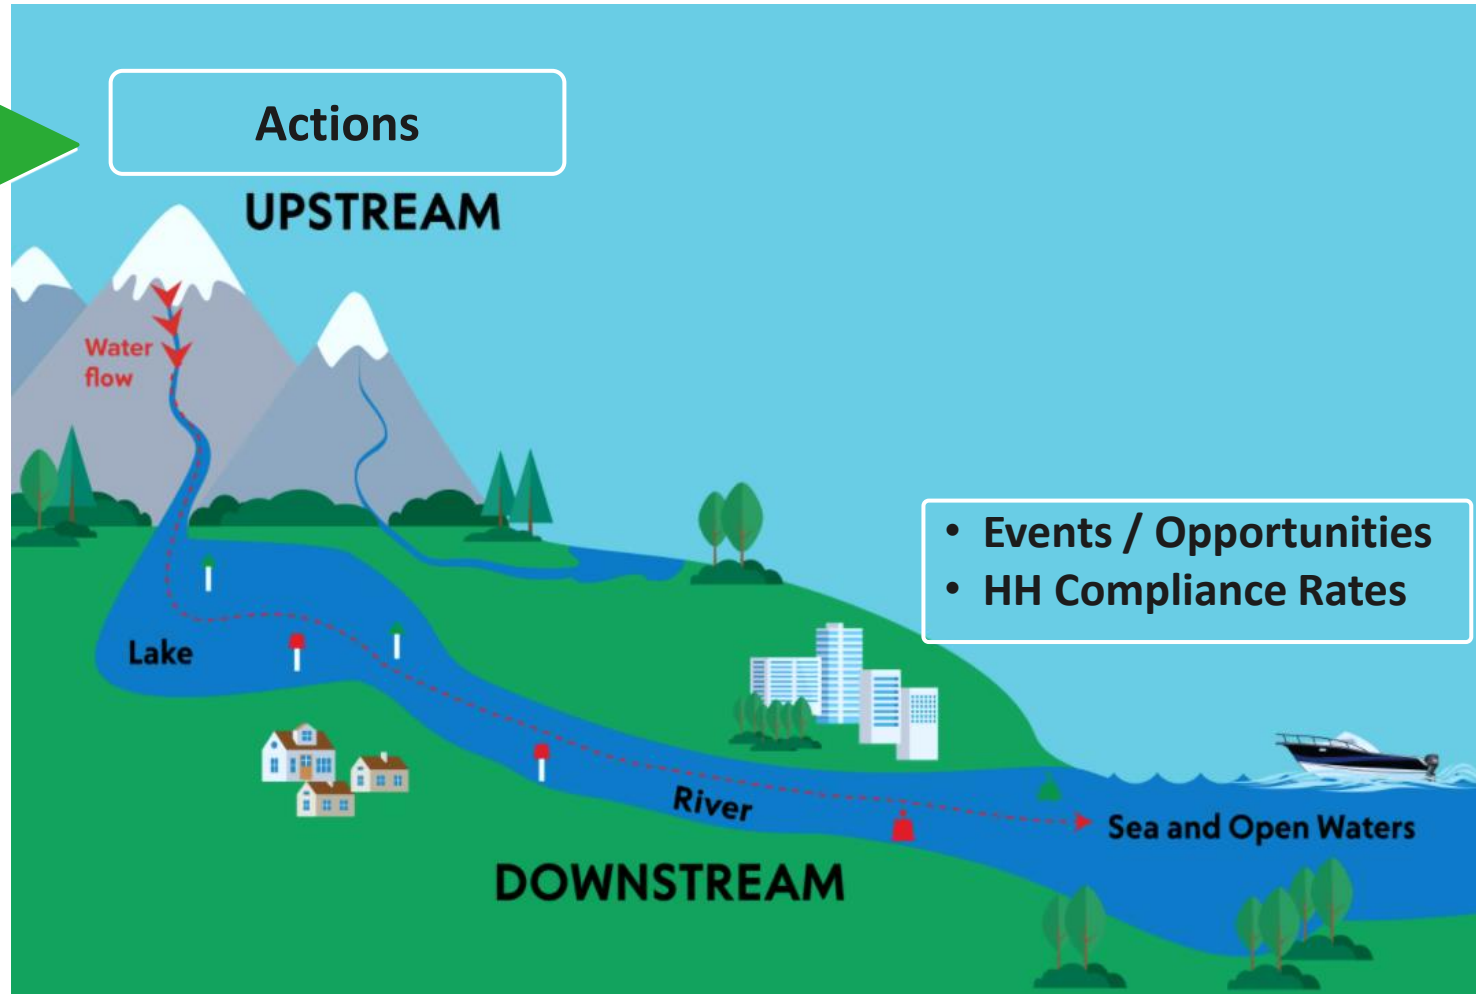 Actions
UPSTREAM
Water
flow
• Events / Opportunities
• HH Compliance Rates
Lake
River
Sea and Open Waters
DOWNSTREAM